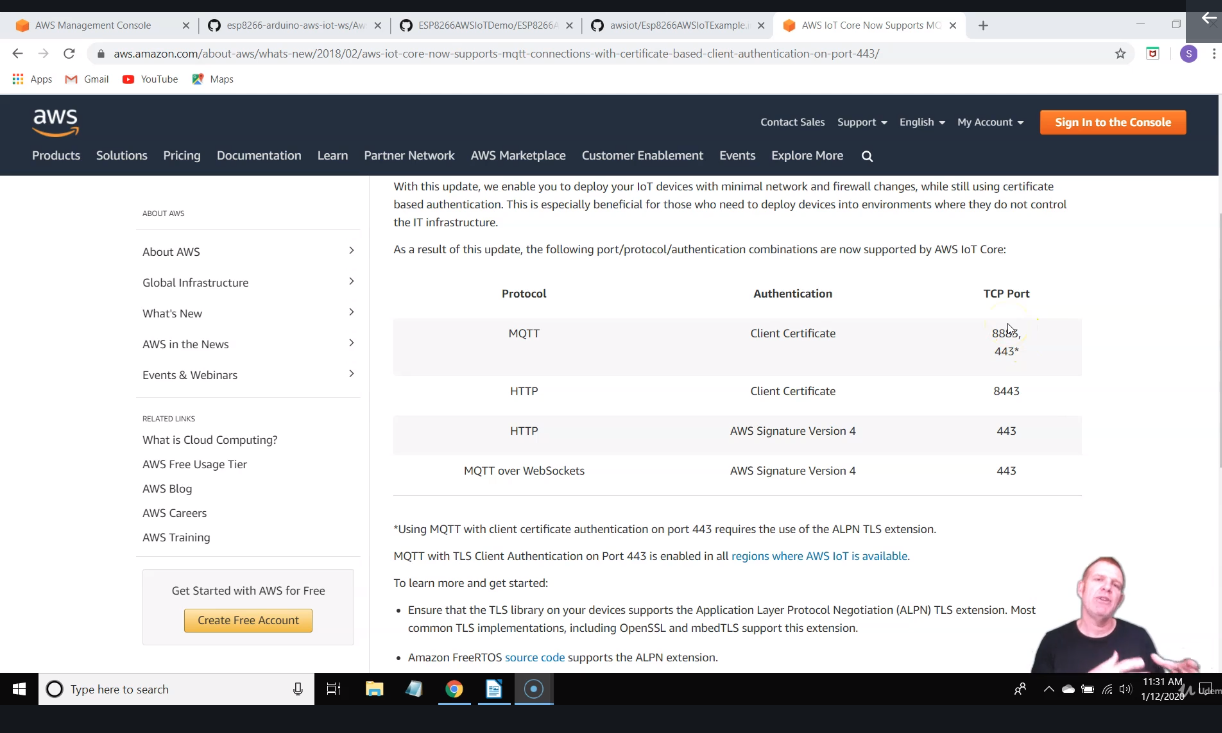 AWS Management Console
esp8266-arduino-aws-iot-ws/Aw
ESP8266AWSIoTDemo/ESP8266A
awsiot/Esp8266AWSIoTExample.i
AWS IoT Core Now Supports MQ
aws.amazon.com/about-aws/whats-new/2018/02/aws-iot-core-now-supports-mqtt-connections-with-certificate-based-client-authentication-on-port-443/
S
Apps
Gmail
YouTube
Maps
aws
Contact Sales
Support
English
My Account
Sign In to the Console
Products
Solutions
Pricing
Documentation
Learn
Partner Network
AWS Marketplace
Customer Enablement
Events
Explore More
ABOUT AWS
About AWS
Global Infrastructure
What's New
AWS in the News
Events & Webinars
RELATED LINKS
What is Cloud Computing?
AWS Free Usage Tier
AWS Blog
AWS Careers
AWS Training
Get Started with AWS for Free
Create Free Account
With this update, we enable you to deploy your IoT devices with minimal network and firewall changes, while still using certificate
based authentication. This is especially beneficial for those who need to deploy devices into environments where they do not control
the IT infrastructure.
As a result of this update, the following port/protocol/authentication combinations are now supported by AWS IoT Core:
Protocol Authentication TCP Port
MQTT Client Certificate 8883,
443*
HTTP Client Certificate 8443
HTTP AWS Signature Version 4 443
MQTT over WebSockets AWS Signature Version 4 443
*Using MQTT with client certificate authentication on port 443 requires the use of the ALPN TLS extension.
MQTT with TLS Client Authentication on Port 443 is enabled in all regions where AWS IoT is available.
To learn more and get started:
• Ensure that the TLS library on your devices supports the Application Layer Protocol Negotiation (ALPN) TLS extension. Most
common TLS implementations, including OpenSSL and mbedTLS support this extension.
• Amazon FreeRTOS source code supports the ALPN extension.
Type here to search
11:31 AM
1/12/2020
Udemy